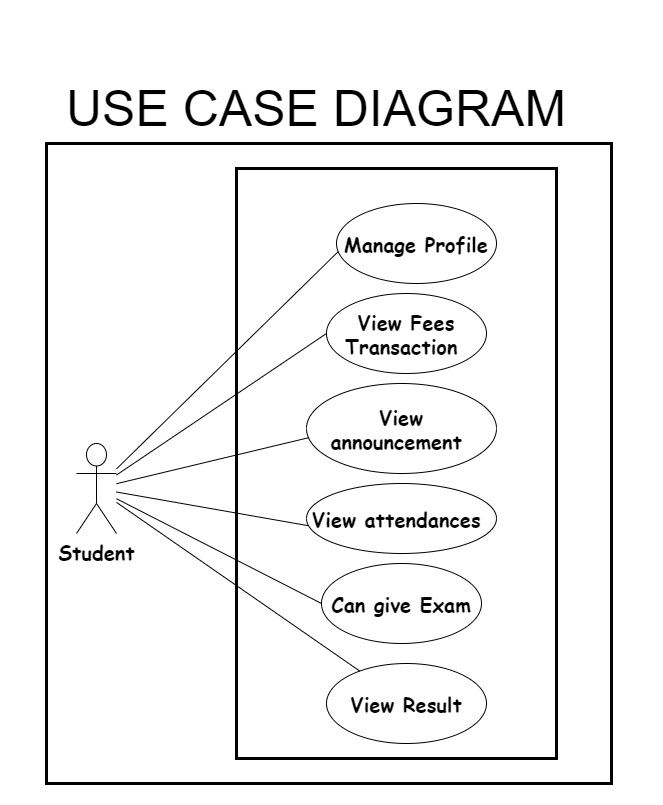 USE CASE DIAGRAM
Manage Profile
View Fees
Transaction
View
announcement
View attendances
Student
Can give Exam
View Result